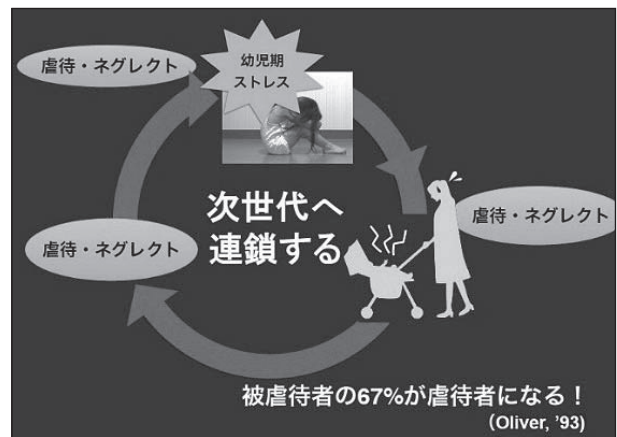 虐待・ネグレクト
幼児期
ストレス
虐待・ネグレクト
次世代へ
連鎖する
虐待・ネグレクト
被虐待者の67%が虐待者になる！
(Oliver, ’93)